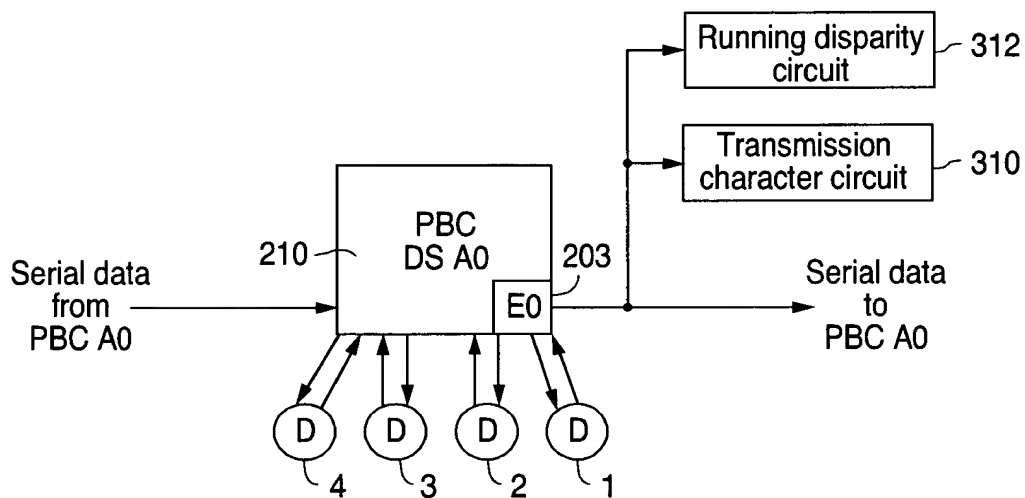 Running disparity
circuit
312
Transmission
character circuit
310
PBC
DS A0
210
203
E0
Serial data
from
PBC A0
Serial data
to
PBC A0
D
D
D
D
4
3
2
1